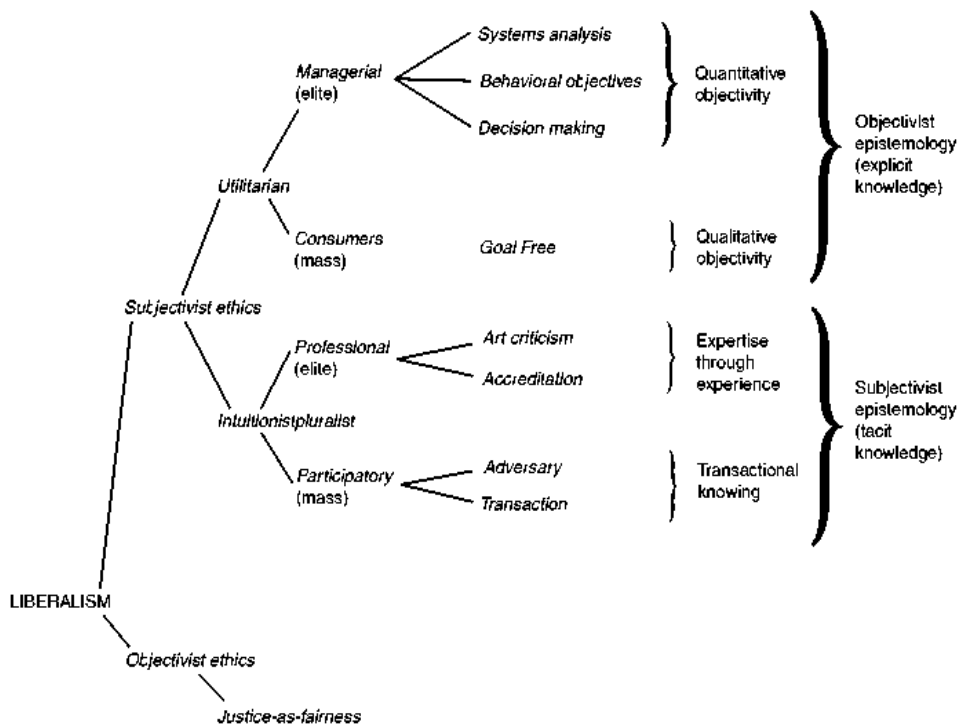 Systems analysis
Managerial
(elite)
Behavioral objectives
Decision making
Quantitative
objectivity
Objectivist
epistemology
(explicit
knowledge)
Utilitarian
Consumers
(mass)
Goal Free
Qualitative
objectivity
Subjectivist ethics
Professional
(elite)
Art criticism
Accreditation
Expertise
through
experience
Subjectivist
epistemology
(tacit
knowledge)
Intuitionistpluralist
Participatory
(mass)
Adversary
Transaction
Transactional
knowing
LIBERALISM
Objectivist ethics
Justice-as-fairness